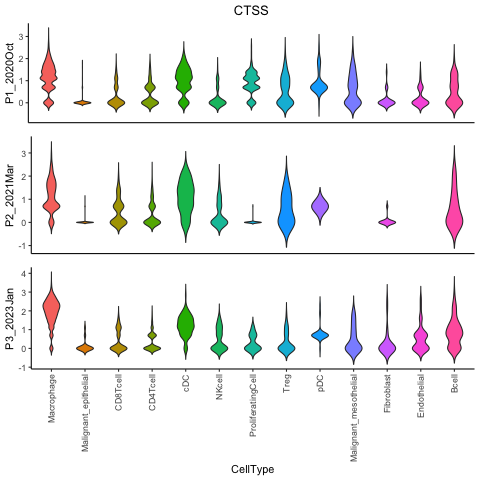 CTSS
P1_2020Oct
3
2
1
0
P2_2021Mar
3
2
1
0
-1
P3_2023Jan
4
3
2
1
0
-1
Macrophage
Malignant_epithelial
CD8Tcell
CD4Tcell
cDC
NKcell
ProliferatingCell
Treg
pDC
Malignant_mesothelial
Fibroblast
Endothelial
Bcell
CellType